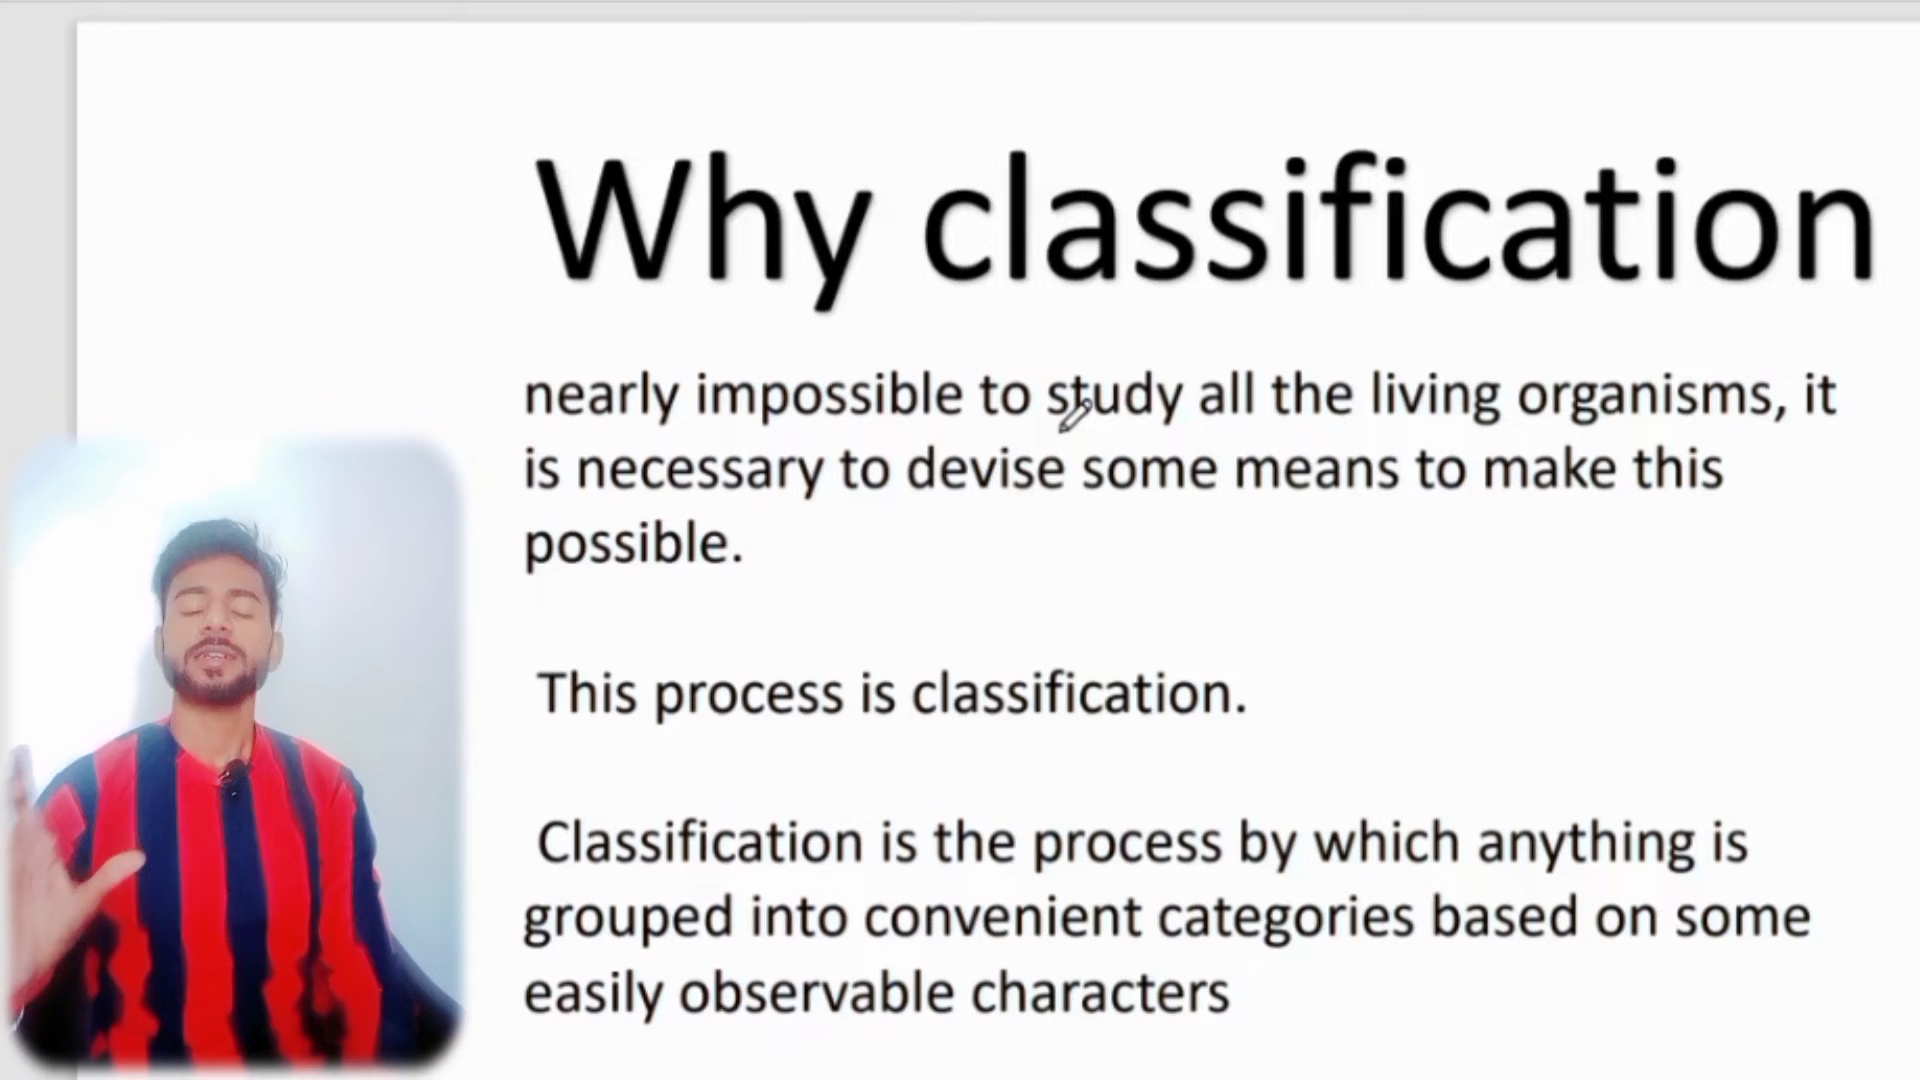 Why classification
nearly impossible to study all the living organisms, it
is necessary to devise some means to make this
possible.
This process is classification.
Classification is the process by which anything is
grouped into convenient categories based on some
easily observable characters